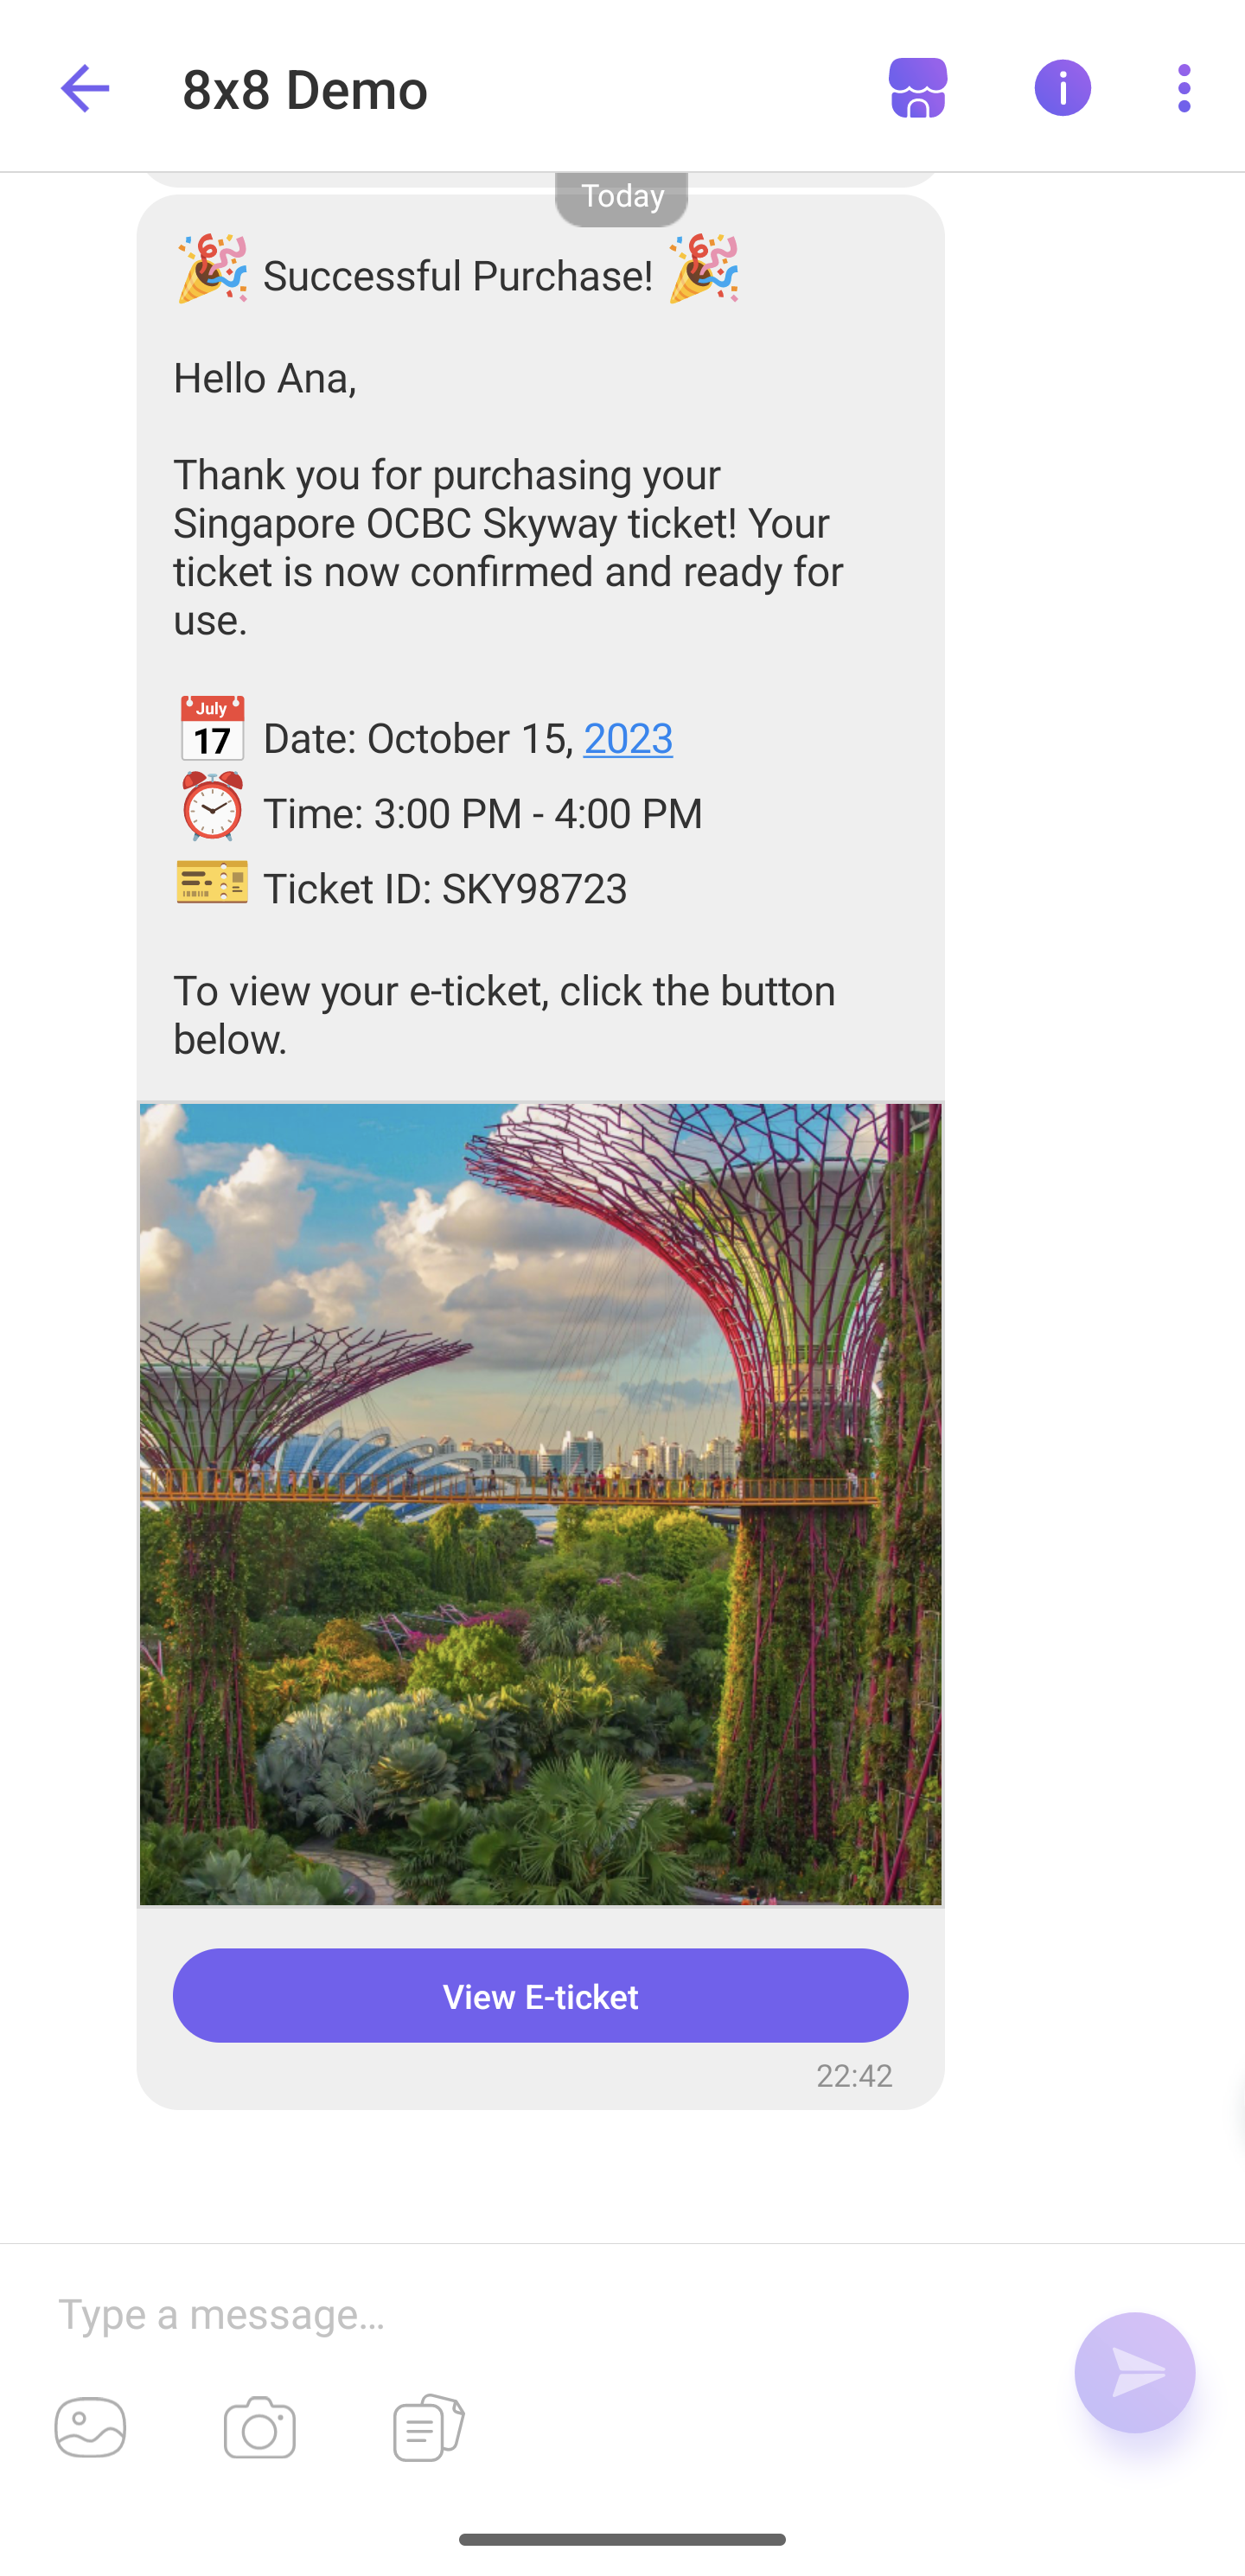 8x8 Demo
Today
🎉 Successful Purchase! 🎉
Hello Ana,
Thank you for purchasing your
Singapore OCBC Skyway ticket! Your
ticket is now confirmed and ready for
use.
July
17
Date: October 15, 2023
Time: 3:00 PM - 4:00 PM
Ticket ID: SKY98723
To view your e-ticket, click the button
below.
View E-ticket
22:42
Type a message...